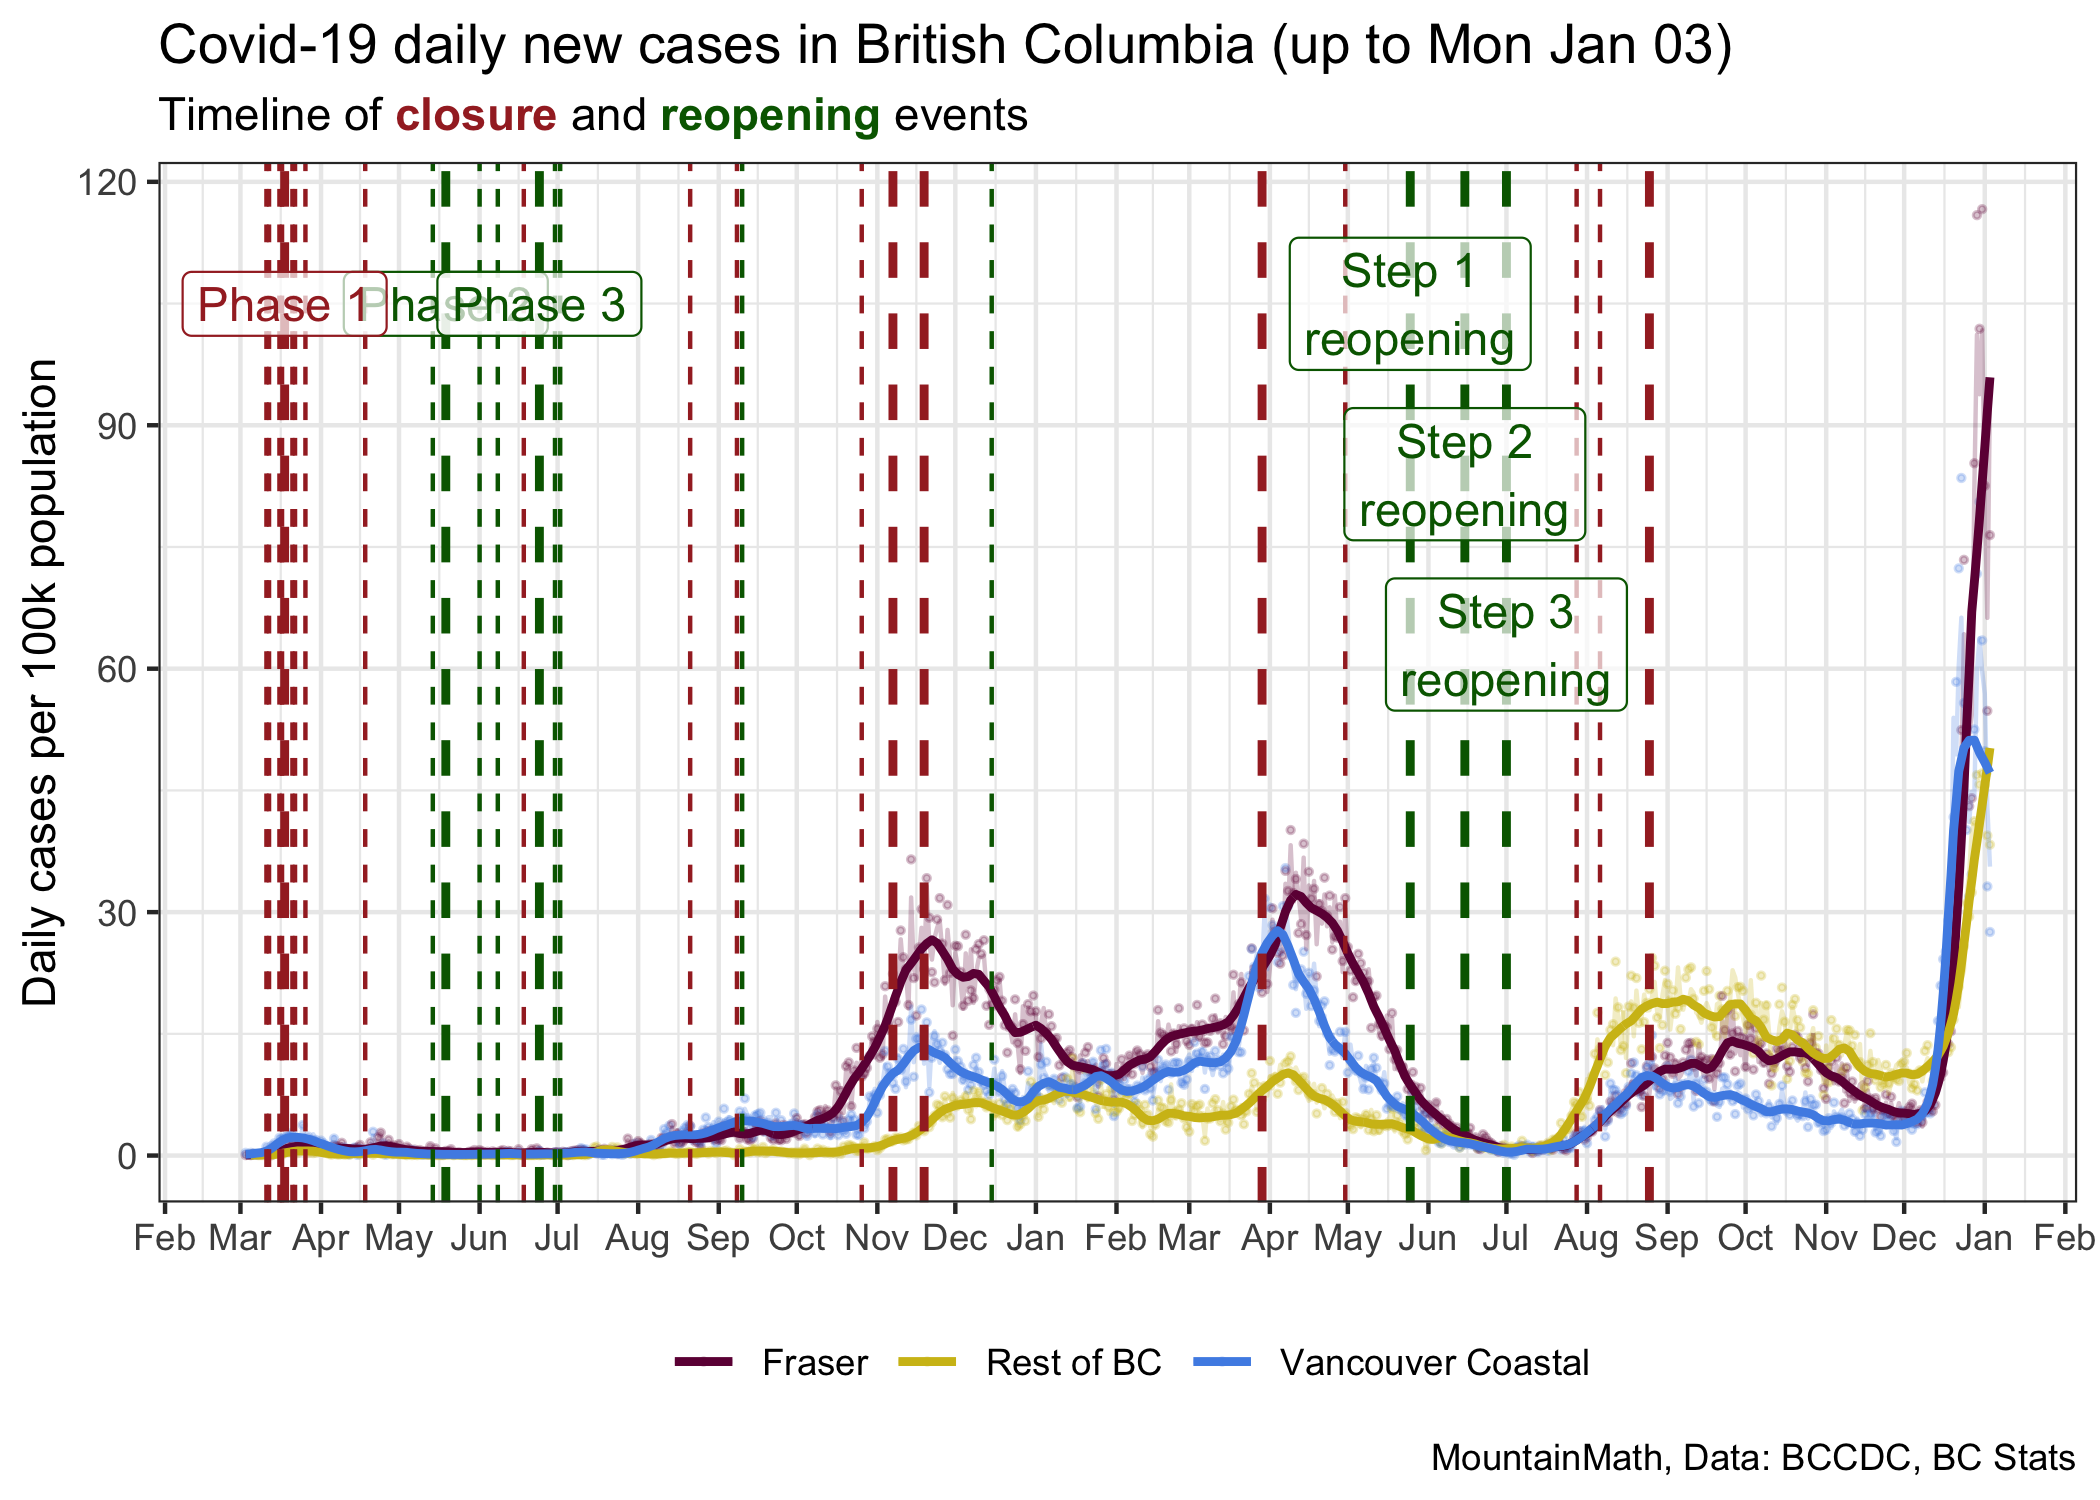 Covid-19 daily new cases in British Columbia (up to Mon Jan 03)
Timeline of closure and reopening events
Daily cases per 100k population
120
90
60
30
0
Phase 1
Phase 2
Phase 3
Step 1
reopening
Step 2
reopening
Step 3
reopening
Feb Mar Apr May Jun Jul Aug Sep Oct Nov Dec Jan Feb Mar Apr May Jun Jul Aug Sep Oct Nov Dec Jan Feb
Fraser Rest of BC Vancouver Coastal
MountainMath, Data: BCCDC, BC Stats